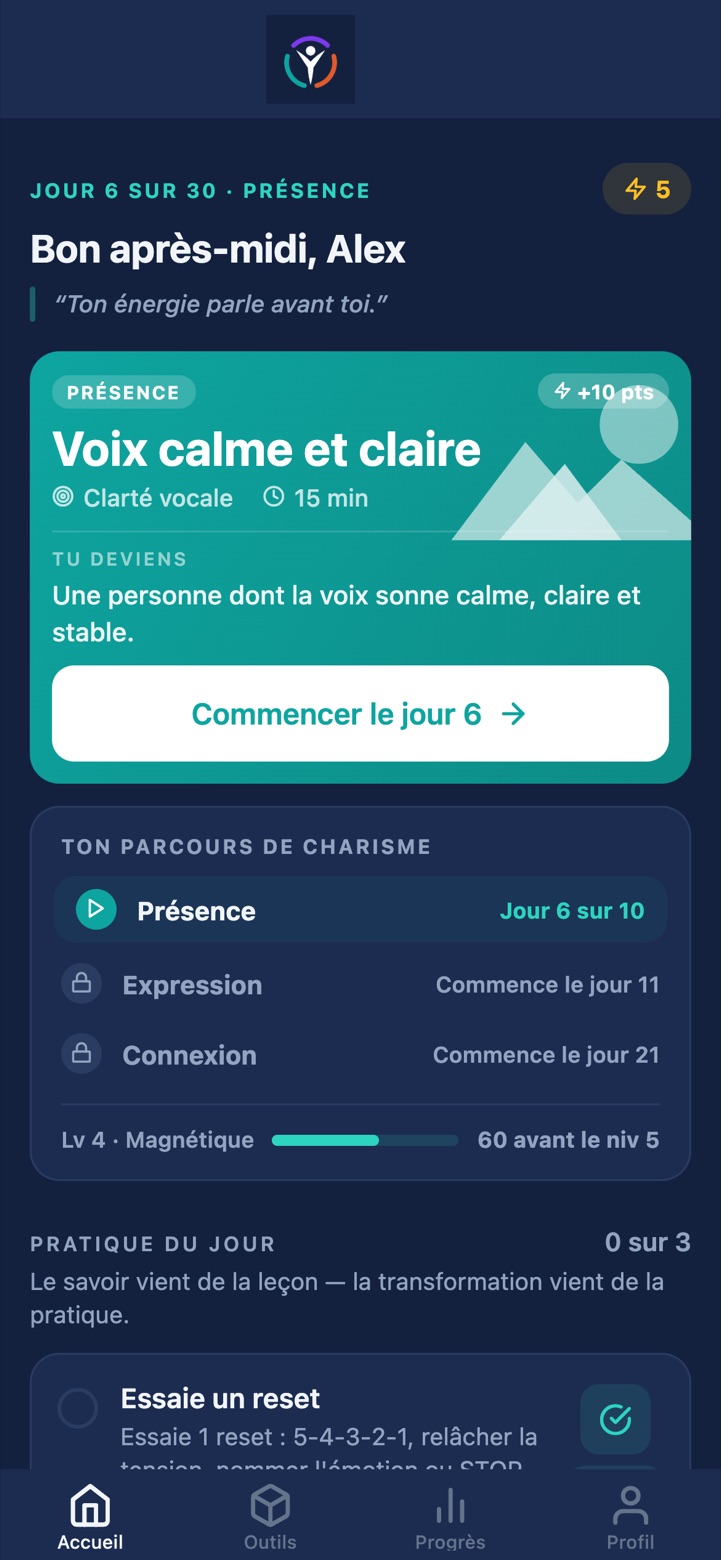 JOUR 6 SUR 30 · PRÉSENCE
5
Bon après-midi, Alex
“Ton énergie parle avant toi.”
PRÉSENCE
+10 pts
Voix calme et claire
Clarté vocale
15 min
TU DEVIENS
Une personne dont la voix sonne calme, claire et
stable.
Commencer le jour 6 →
TON PARCOURS DE CHARISME
Présence
Jour 6 sur 10
Expression
Commence le jour 11
Connexion
Commence le jour 21
Lv 4 · Magnétique
60 avant le niv 5
PRATIQUE DU JOUR
0 sur 3
Le savoir vient de la leçon — la transformation vient de la
pratique.
Essaie un reset
Essaie 1 reset : 5-4-3-2-1, relâcher la
tension, nommer l'émotion ou STOP
Accueil
Outils
Progrès
Profil